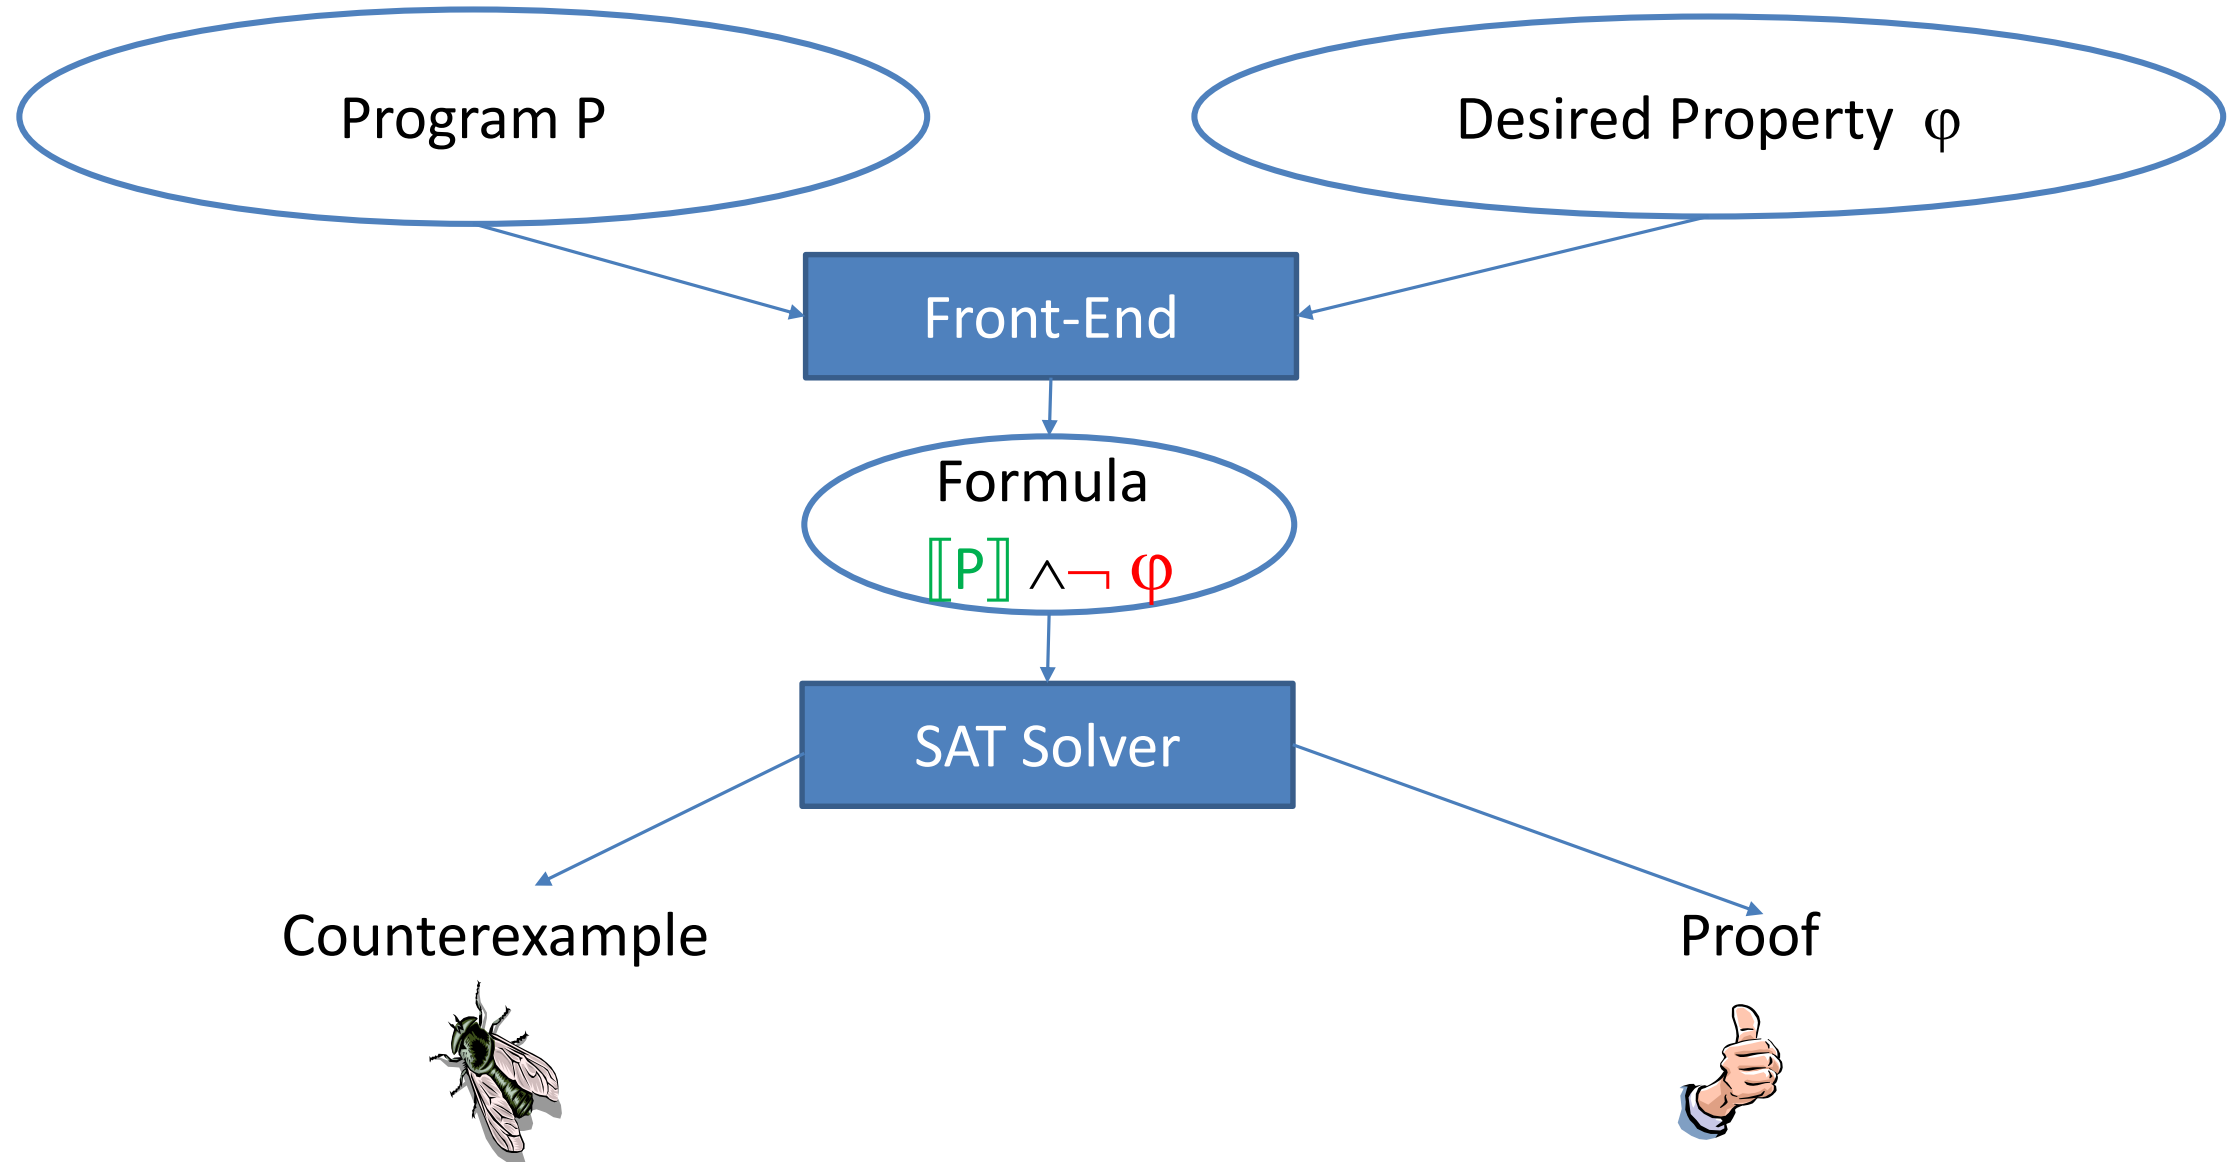 Program P
Desired Property φ
Front-End
Formula
⟦P⟧ ∧¬ φ
SAT Solver
Counterexample
Proof